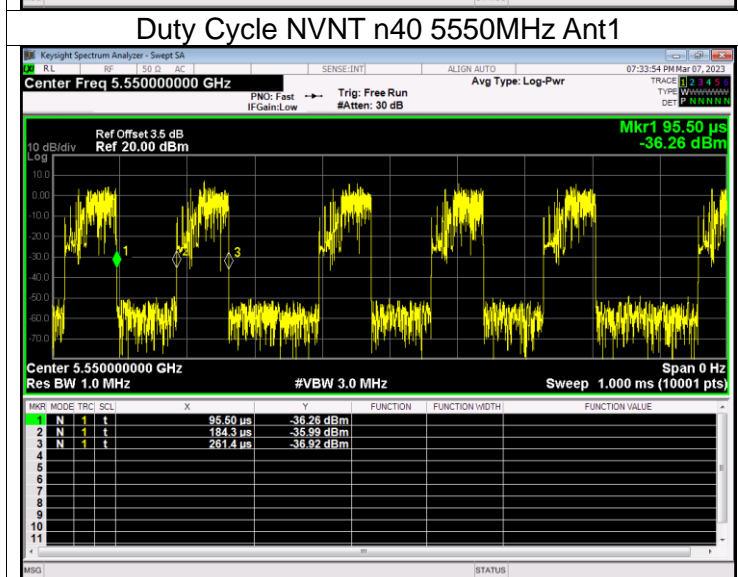 Duty Cycle NVNT n40 5550MHz Ant1
Keysight Spectrum Analyzer - Swept SA
RL RF 50 Ω AC SENSE:INT ALIGN AUTO 07:33:54 PM Mar 07, 2023
Center Freq 5.550000000 GHz Avg Type: Log-Pwr TRACE 1 2 3 4 5 6
PNO: Fast Trig: Free Run TYPE W
IFGain:Low #Atten: 30 dB DET P N N N N N
Mkr1 95.50 µs
-36.26 dBm
Ref Offset 3.5 dB
10 dB/div Ref 20.00 dBm
Log
10.0
0.00
-10.0
-20.0
-30.0
-40.0
-50.0
-60.0
-70.0
1
2
3
Center 5.550000000 GHz Span 0 Hz
Res BW 1.0 MHz #VBW 3.0 MHz Sweep 1.000 ms (10001 pts)
MKR MODE TRC SCL X Y FUNCTION FUNCTION WIDTH FUNCTION VALUE
1 N 1 t 95.50 µs -36.26 dBm
2 N 1 t 184.3 µs -35.99 dBm
3 N 1 t 261.4 µs -36.92 dBm
4
5
6
7
8
9
10
11
MSG STATUS